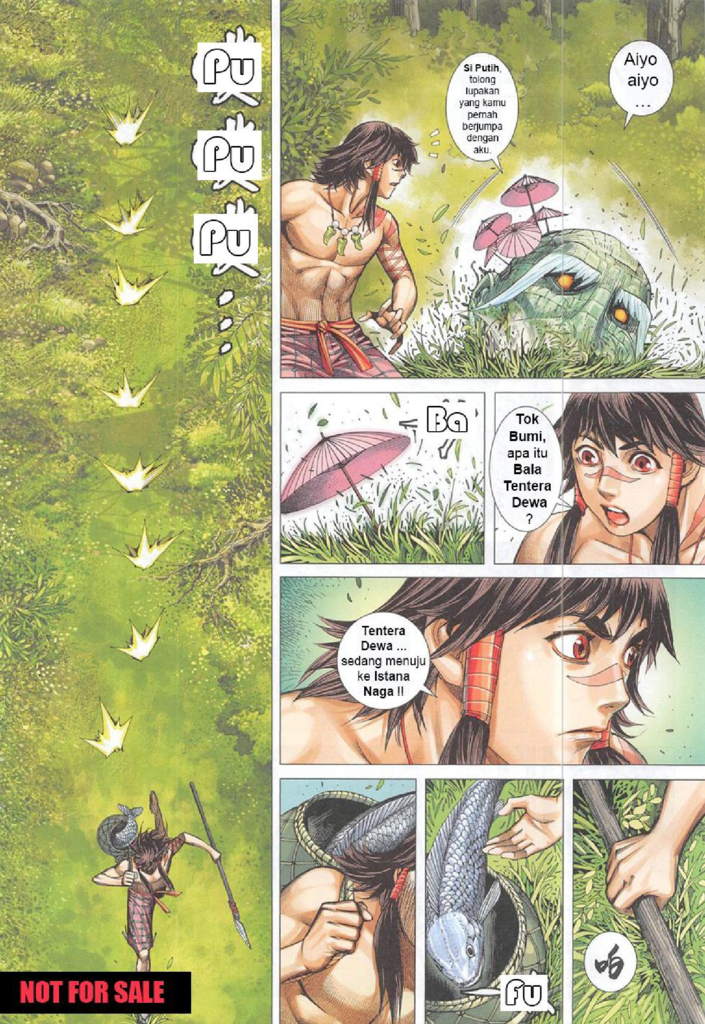 Pu
Pu
Pu
Si Putih,
tolong
lupakan
yang kamu
pernah
berjumpa
dengan
aku.
Aiyo
aiyo
...
Ba
Tok
Bumi,
apa itu
Bala
Tentera
Dewa
?
Tentera
Dewa ...
sedang menuju
ke Istana
Naga !!
Fu
NOT FOR SALE